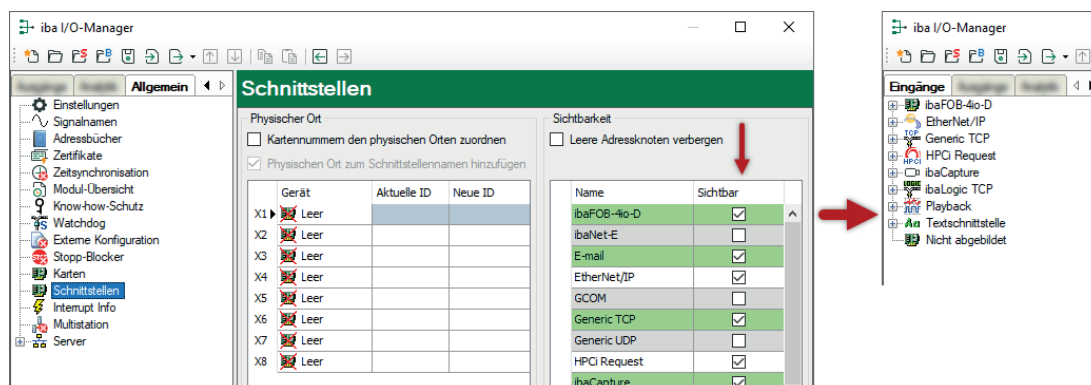 iba I/O-Manager
Allgemein
Einstellungen
Signalnamen
Adressbücher
Zertifikate
Zeitsynchronisation
Modul-Übersicht
Know-how-Schutz
Watchdog
Externe Konfiguration
Stopp-Blocker
Karten
Schnittstellen
Interrupt Info
Multistation
Server
Schnittstellen
Physischer Ort
Kartennummern den physischen Orten zuordnen
Physischen Ort zum Schnittstellennamen hinzufügen
Gerät Aktuelle ID Neue ID
X1 Leer
X2 Leer
X3 Leer
X4 Leer
X5 Leer
X6 Leer
X7 Leer
X8 Leer
Sichtbarkeit
Leere Adressknoten verbergen
Name Sichtbar
ibaFOB-4io-D
ibaNet-E
E-mail
EtherNet/IP
GCOM
Generic TCP
Generic UDP
HPCi Request
ibaCapture
iba I/O-Manager
Eingänge
ibaFOB-4io-D
EtherNet/IP
Generic TCP
HPCi Request
ibaCapture
ibaLogic TCP
Playback
Textschnittstelle
Nicht abgebildet